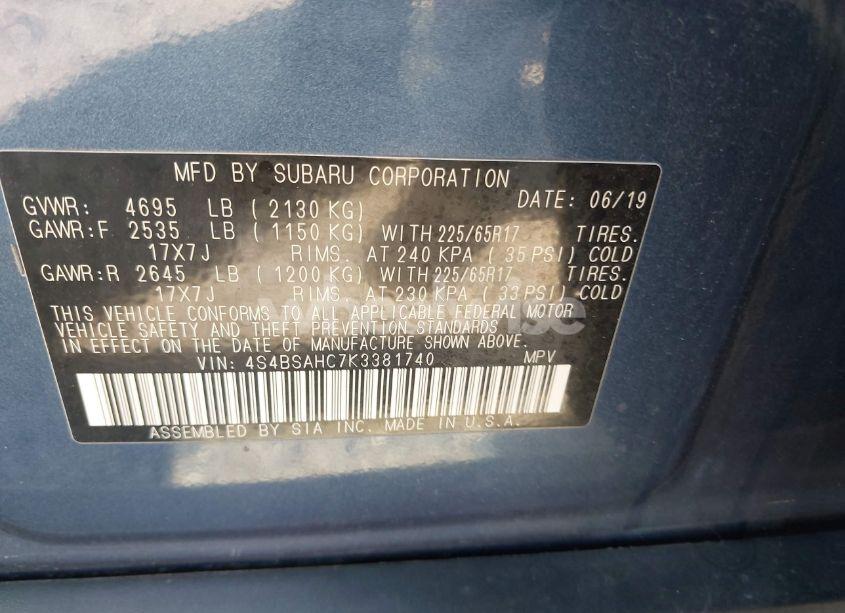 MFD BY SUBARU CORPORATION
DATE: 06/19
GVWR: 4695 LB ( 2130 KG)
GAWR:F 2535 LB ( 1150 KG) WITH 225/65R17 TIRES.
17X7J RIMS. AT 240 KPA ( 35 PSI) COLD
GAWR:R 2645 LB ( 1200 KG) WITH 225/65R17 TIRES.
17X7J RIMS. AT 230 KPA ( 33 PSI) COLD
THIS VEHICLE CONFORMS TO ALL APPLICABLE FEDERAL MOTOR
VEHICLE SAFETY AND THEFT PREVENTION STANDARDS
IN EFFECT ON THE DATE OF MANUFACTURE SHOWN ABOVE.
VIN: 4S4BSAHC7K3381740 MPV
ASSEMBLED BY SIA INC. MADE IN U.S.A.